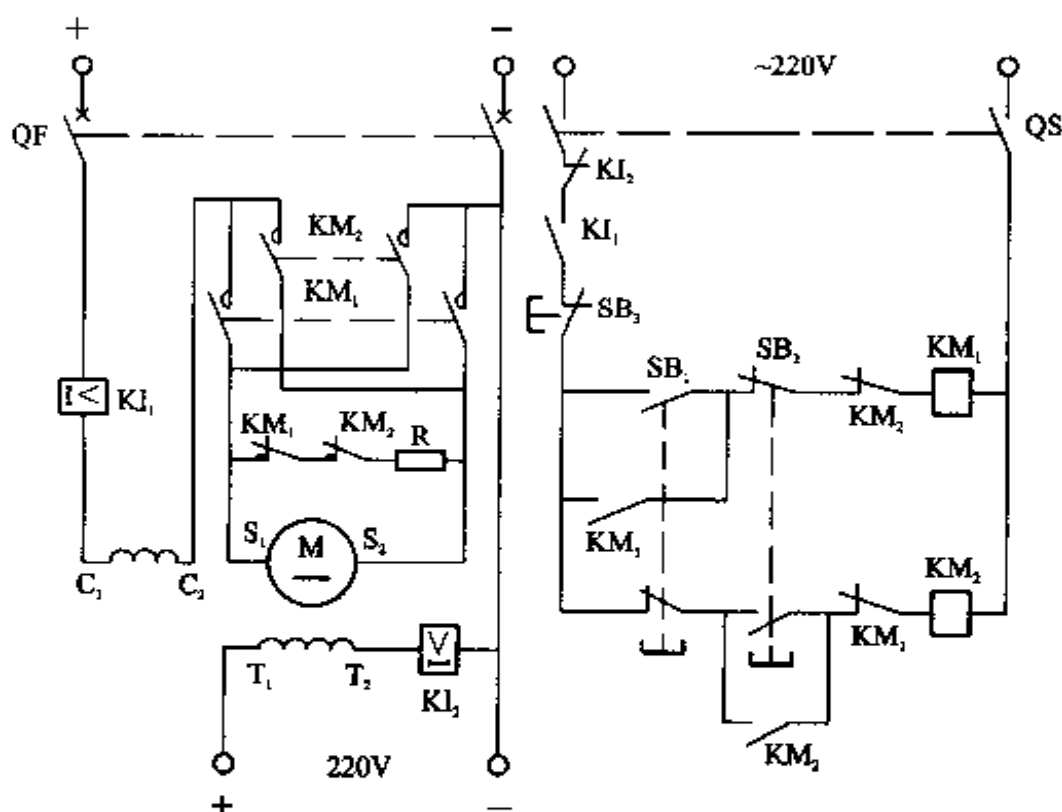 + − ~220V
QF QS
KI₂
KM₂ KI₁
KM₁
SB₃
KI₁ SB₁ SB₂ KM₁
KM₁ KM₂ R KM₂
S₁ M S₂ KM₁
C₁ C₂ KM₂
KM₁
T₁ T₂
KI₂
KM₂
220V
+ −